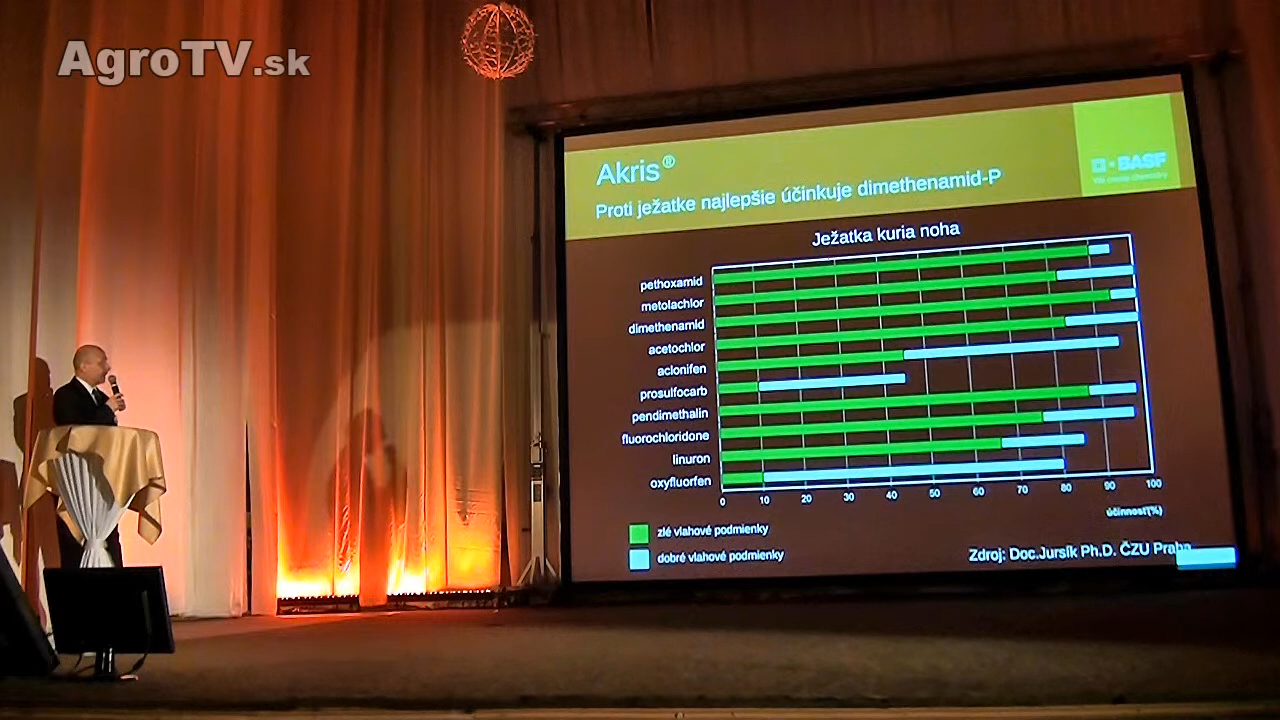 AgroTV.sk
Akris®
BASF
Proti ježatke najlepšie účinkuje dimethenamid-P
Ježatka kuria noha
pethoxamid
metolachlor
dimethenamid
acetochlor
aclonifen
prosulfocarb
pendimethalin
fluorochloridone
linuron
oxyfluorfen
0 10 20 30 40 50 60 70 80 90 100
účinnosť(%)
zlé vlahové podmienky
dobré vlahové podmienky
Zdroj: Doc.Jursík Ph.D. ČZU Praha